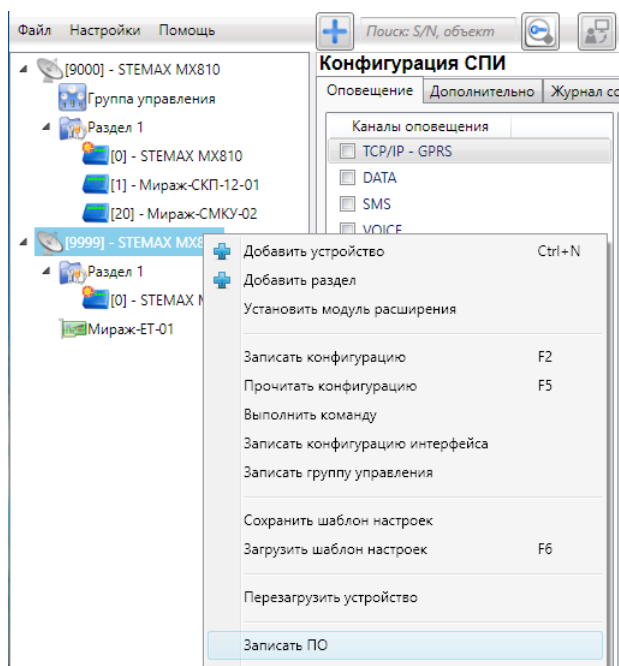 Файл Настройки Помощь
Поиск: S/N, объект
[9000] - STEMAX MX810
Группа управления
Раздел 1
[0] - STEMAX MX810
[1] - Мираж-СКП-12-01
[20] - Мираж-СМКУ-02
[9999] - STEMAX MX8
Раздел 1
[0] - STEMAX M
Мираж-ET-01
Конфигурация СПИ
Оповещение Дополнительно Журнал со
Каналы оповещения
TCP/IP - GPRS
DATA
SMS
VOICE
Добавить устройство Ctrl+N
Добавить раздел
Установить модуль расширения
Записать конфигурацию F2
Прочитать конфигурацию F5
Выполнить команду
Записать конфигурацию интерфейса
Записать группу управления
Сохранить шаблон настроек
Загрузить шаблон настроек F6
Перезагрузить устройство
Записать ПО